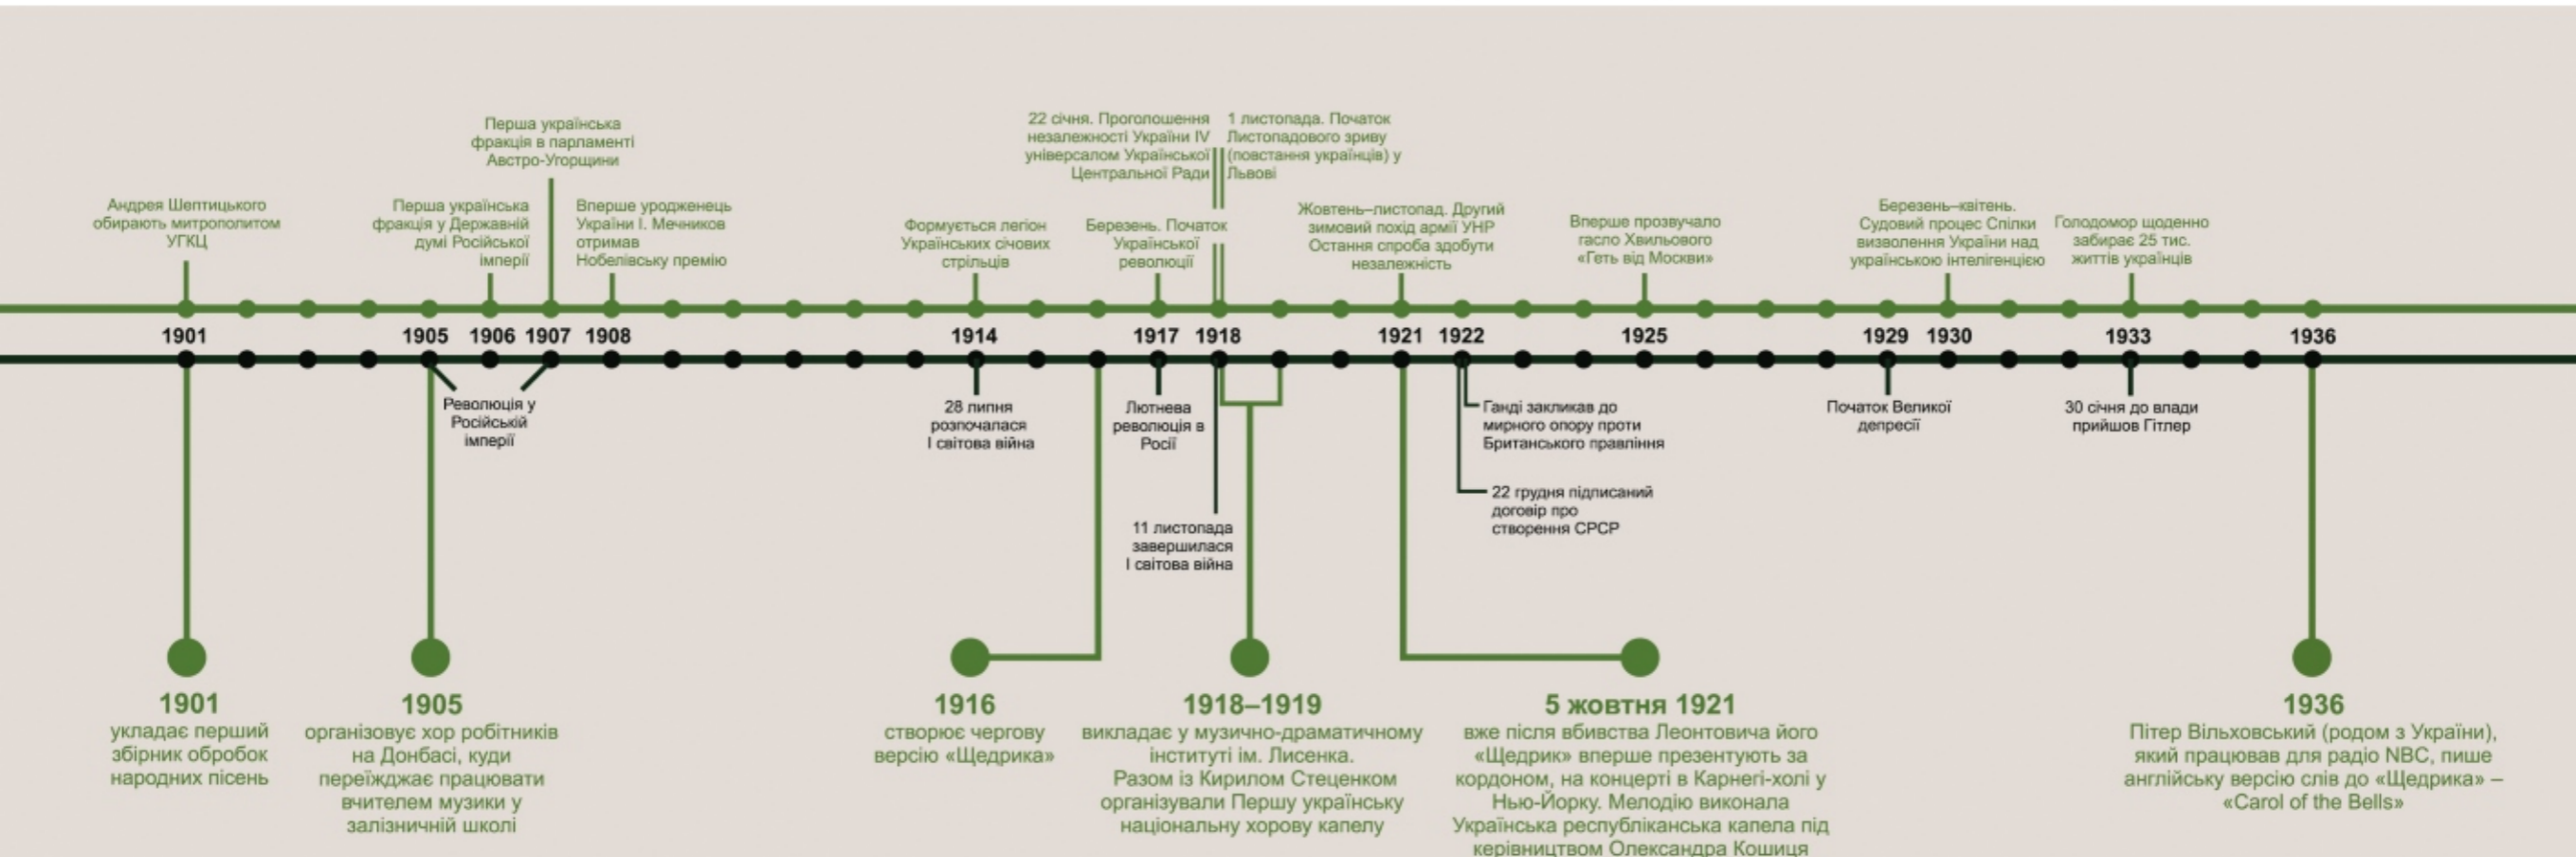 Андрея Шептицького
обирають митрополитом
УГКЦ
Перша українська
фракція у Державній
думі Російської
імперії
Перша українська
фракція в парламенті
Австро-Угорщини
Вперше уродженець
України І. Мечников
отримав
Нобелівську премію
Формується легіон
Українських січових
стрільців
Березень. Початок
Української
революції
22 січня. Проголошення
незалежності України IV
універсалом Української
Центральної Ради
1 листопада. Початок
Листопадового зриву
(повстання українців) у
Львові
Жовтень–листопад. Другий
зимовий похід армії УНР
Остання спроба здобути
незалежність
Вперше прозвучало
гасло Хвильового
«Геть від Москви»
Березень–квітень.
Судовий процес Спілки
визволення України над
українською інтелігенцією
Голодомор щоденно
забирає 25 тис.
життів українців
1901 1905 1906 1907 1908 1914 1917 1918 1921 1922 1925 1929 1930 1933 1936
Революція у
Російській
імперії
28 липня
розпочалася
І світова війна
Лютнева
революція в
Росії
11 листопада
завершилася
І світова війна
Ганді закликав до
мирного опору проти
Британського правління
22 грудня підписаний
договір про
створення СРСР
Початок Великої
депресії
30 січня до влади
прийшов Гітлер
1901
укладає перший
збірник обробок
народних пісень
1905
організовує хор робітників
на Донбасі, куди
переїжджає працювати
вчителем музики у
залізничній школі
1916
створює чергову
версію «Щедрика»
1918–1919
викладає у музично-драматичному
інституті ім. Лисенка.
Разом із Кирилом Стеценком
організували Першу українську
національну хорову капелу
5 жовтня 1921
вже після вбивства Леонтовича його
«Щедрик» вперше презентують за
кордоном, на концерті в Карнегі-холі у
Нью-Йорку. Мелодію виконала
Українська республіканська капела під
керівництвом Олександра Кошиця
1936
Пітер Вільховський (родом з України),
який працював для радіо NBC, пише
англійську версію слів до «Щедрика» –
«Carol of the Bells»